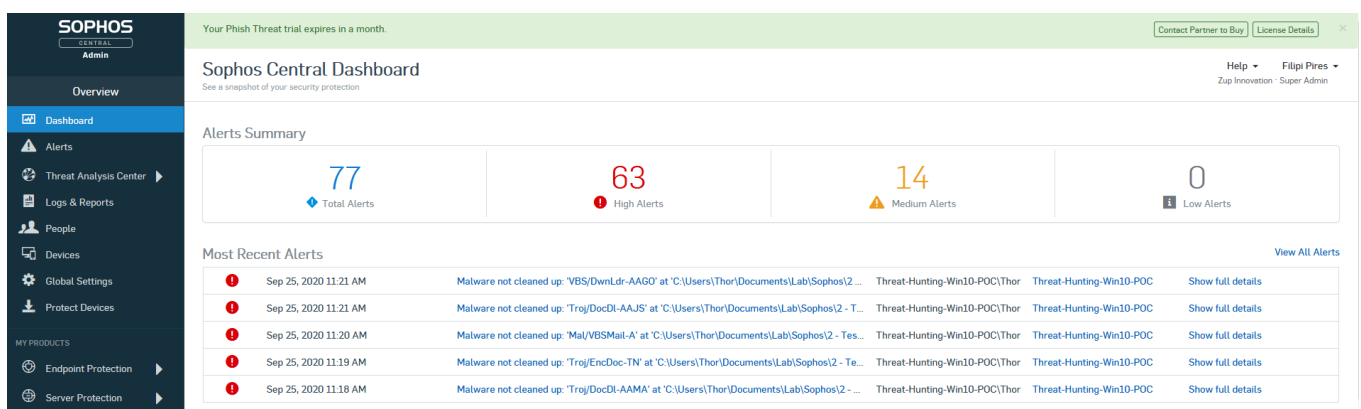 SOPHOS
CENTRAL
Admin
Overview
Dashboard
Alerts
Threat Analysis Center
Logs & Reports
People
Devices
Global Settings
Protect Devices
MY PRODUCTS
Endpoint Protection
Server Protection
Your Phish Threat trial expires in a month.
Contact Partner to Buy License Details ×
Sophos Central Dashboard
See a snapshot of your security protection
Help Filipi Pires
Zup Innovation · Super Admin
Alerts Summary
77 63 14 0
Total Alerts High Alerts Medium Alerts Low Alerts
Most Recent Alerts View All Alerts
Sep 25, 2020 11:21 AM Malware not cleaned up: 'VBS/DwnLdr-AAGO' at 'C:\Users\Thor\Documents\Lab\Sophos\2 ... Threat-Hunting-Win10-POC\Thor Threat-Hunting-Win10-POC Show full details
Sep 25, 2020 11:21 AM Malware not cleaned up: 'Troj/DocDl-AAJS' at 'C:\Users\Thor\Documents\Lab\Sophos\2 - T... Threat-Hunting-Win10-POC\Thor Threat-Hunting-Win10-POC Show full details
Sep 25, 2020 11:20 AM Malware not cleaned up: 'Mal/VBSMail-A' at 'C:\Users\Thor\Documents\Lab\Sophos\2 - Tes... Threat-Hunting-Win10-POC\Thor Threat-Hunting-Win10-POC Show full details
Sep 25, 2020 11:19 AM Malware not cleaned up: 'Troj/EncDoc-TN' at 'C:\Users\Thor\Documents\Lab\Sophos\2 - Te... Threat-Hunting-Win10-POC\Thor Threat-Hunting-Win10-POC Show full details
Sep 25, 2020 11:18 AM Malware not cleaned up: 'Troj/DocDl-AAMA' at 'C:\Users\Thor\Documents\Lab\Sophos\2 - ... Threat-Hunting-Win10-POC\Thor Threat-Hunting-Win10-POC Show full details